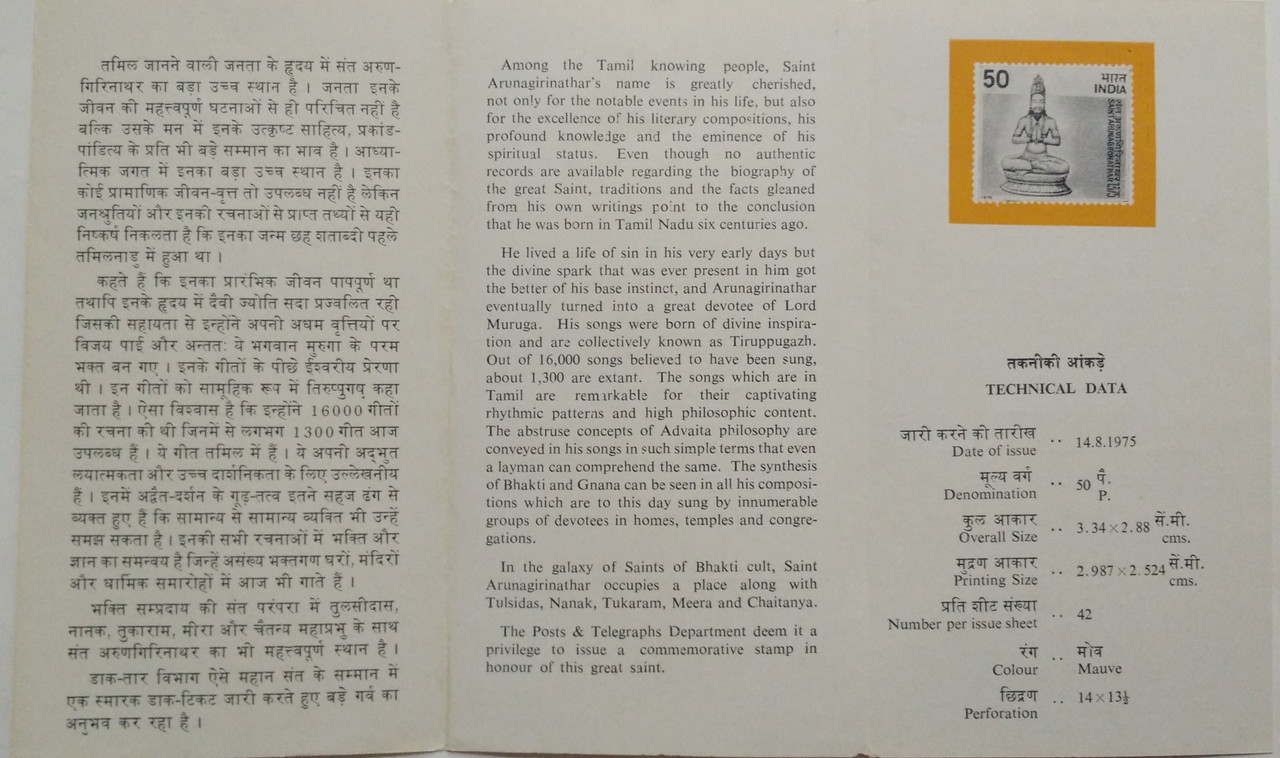 तमिल जानने वाली जनता के हृदय में संत अरुण-
गिरिनाथर का बड़ा उच्च स्थान है । जनता इनके
जीवन की महत्त्वपूर्ण घटनाओं से ही परिचित नहीं है
बल्कि उसके मन में इनके उत्कृष्ट साहित्य, प्रकांड-
पांडित्य के प्रति भी बड़े सम्मान का भाव है । आध्या-
त्मिक जगत में इनका बड़ा उच्च स्थान है । इनका
कोई प्रामाणिक जीवन-वृत्त तो उपलब्ध नहीं है लेकिन
जनश्रुतियों और इनकी रचनाओं से प्राप्त तथ्यों से यही
निष्कर्ष निकलता है कि इनका जन्म छह शताब्दी पहले
तमिलनाडु में हुआ था ।
कहते हैं कि इनका प्रारंभिक जीवन पापपूर्ण था
तथापि इनके हृदय में दैवी ज्योति सदा प्रज्वलित रही
जिसकी सहायता से इन्होंने अपनी अधम वृत्तियों पर
विजय पाई और अन्ततः ये भगवान मुरुगा के परम
भक्त बन गए । इनके गीतों के पीछे ईश्वरीय प्रेरणा
थी । इन गीतों को सामूहिक रूप में तिरुप्पुगष़ कहा
जाता है । ऐसा विश्वास है कि इन्होंने 16000 गीतों
की रचना की थी जिनमें से लगभग 1300 गीत आज
उपलब्ध हैं । ये गीत तमिल में हैं । ये अपनी अद्भुत
लयात्मकता और उच्च दार्शनिकता के लिए उल्लेखनीय
हैं । इनमें अद्वैत-दर्शन के गूढ़-तत्व इतने सहज ढंग से
व्यक्त हुए हैं कि सामान्य से सामान्य व्यक्ति भी उन्हें
समझ सकता है । इनकी सभी रचनाओं में भक्ति और
ज्ञान का समन्वय है जिन्हें असंख्य भक्तगण घरों, मंदिरों
और धार्मिक समारोहों में आज भी गाते हैं ।
भक्ति सम्प्रदाय की संत परंपरा में तुलसीदास,
नानक, तुकाराम, मीरा और चैतन्य महाप्रभु के साथ
संत अरुणगिरिनाथर का भी महत्त्वपूर्ण स्थान है ।
डाक-तार विभाग ऐसे महान संत के सम्मान में
एक स्मारक डाक-टिकट जारी करते हुए बड़े गर्व का
अनुभव कर रहा है ।
Among the Tamil knowing people, Saint
Arunagirinathar's name is greatly cherished,
not only for the notable events in his life, but also
for the excellence of his literary compositions, his
profound knowledge and the eminence of his
spiritual status. Even though no authentic
records are available regarding the biography of
the great Saint, traditions and the facts gleaned
from his own writings point to the conclusion
that he was born in Tamil Nadu six centuries ago.
He lived a life of sin in his very early days but
the divine spark that was ever present in him got
the better of his base instinct, and Arunagirinathar
eventually turned into a great devotee of Lord
Muruga. His songs were born of divine inspira-
tion and are collectively known as Tiruppugazh.
Out of 16,000 songs believed to have been sung,
about 1,300 are extant. The songs which are in
Tamil are remarkable for their captivating
rhythmic patterns and high philosophic content.
The abstruse concepts of Advaita philosophy are
conveyed in his songs in such simple terms that even
a layman can comprehend the same. The synthesis
of Bhakti and Gnana can be seen in all his composi-
tions which are to this day sung by innumerable
groups of devotees in homes, temples and congre-
gations.
In the galaxy of Saints of Bhakti cult, Saint
Arunagirinathar occupies a place along with
Tulsidas, Nanak, Tukaram, Meera and Chaitanya.
The Posts & Telegraphs Department deem it a
privilege to issue a commemorative stamp in
honour of this great saint.
50
भारत
INDIA
संत अरुणगिरिनाथर
SAINT ARUNAGIRINATHAR
तकनीकी आंकड़े
TECHNICAL DATA
जारी करने की तारीख
Date of issue .. 14.8.1975
मूल्य वर्ग
Denomination .. 50 पै.
P.
कुल आकार
Overall Size .. 3.34×2.88 सें.मी.
cms.
मुद्रण आकार
Printing Size .. 2.987×2.524 सें.मी.
cms.
प्रति शीट संख्या
Number per issue sheet .. 42
रंग .. मोव
Colour Mauve
छिद्रण
Perforation .. 14×13½